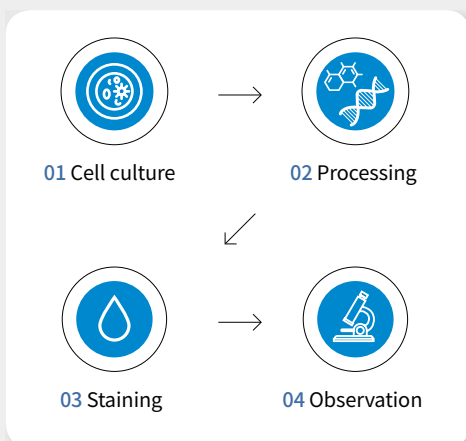 01 Cell culture
02 Processing
03 Staining
04 Observation